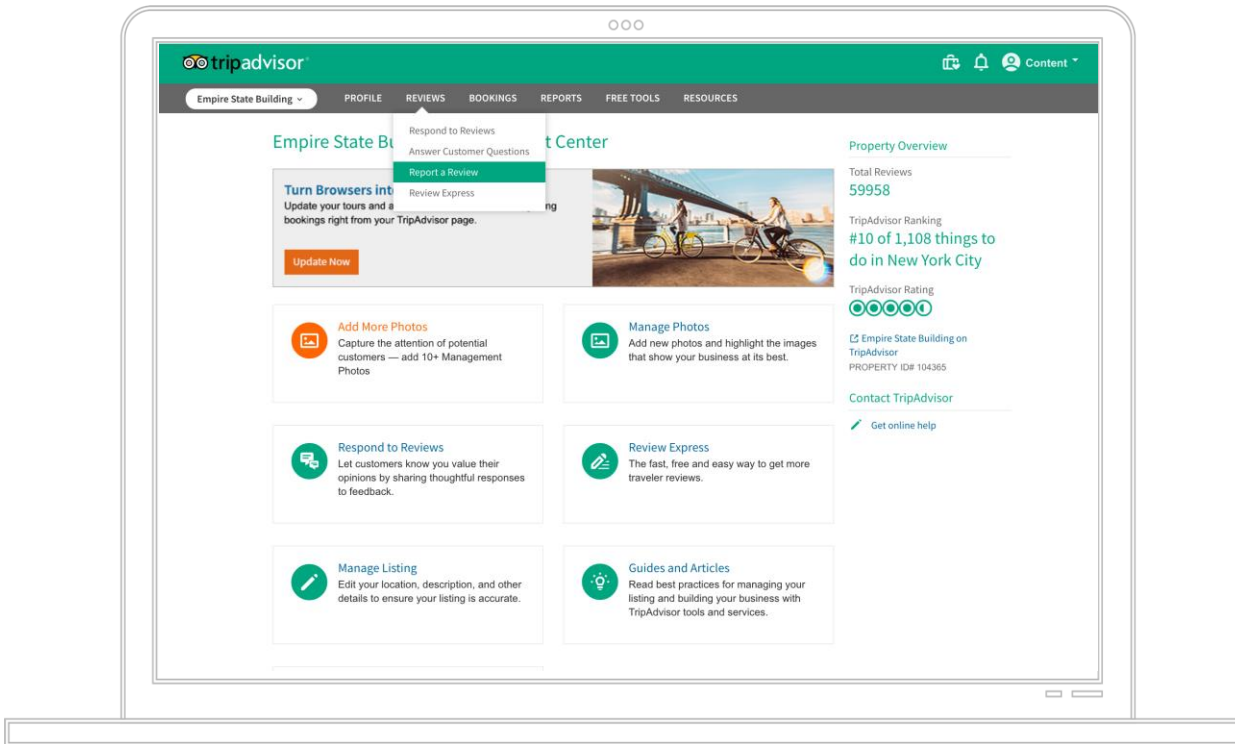 tripadvisor
Content
Empire State Building
PROFILE REVIEWS BOOKINGS REPORTS FREE TOOLS RESOURCES
Respond to Reviews
Answer Customer Questions
Report a Review
Review Express
Empire State t Center
Turn Browsers
Update your tours and
bookings right from your TripAdvisor page.
Update Now
Add More Photos
Capture the attention of potential
customers — add 10+ Management
Photos
Manage Photos
Add new photos and highlight the images
that show your business at its best.
Respond to Reviews
Let customers know you value their
opinions by sharing thoughtful responses
to feedback.
Review Express
The fast, free and easy way to get more
traveler reviews.
Manage Listing
Edit your location, description, and other
details to ensure your listing is accurate.
Guides and Articles
Read best practices for managing your
listing and building your business with
TripAdvisor tools and services.
Property Overview
Total Reviews
59958
TripAdvisor Ranking
#10 of 1,108 things to
do in New York City
TripAdvisor Rating
Empire State Building on
TripAdvisor
PROPERTY ID# 104365
Contact TripAdvisor
Get online help